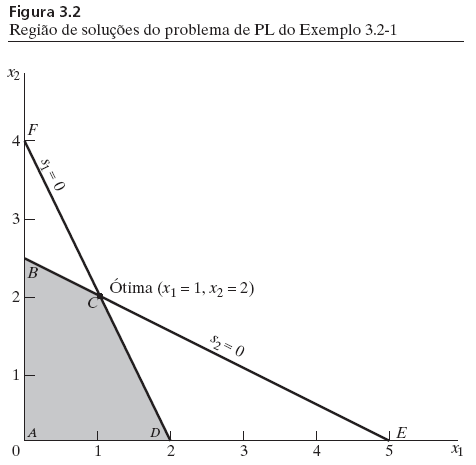 Figura 3.2
Região de soluções do problema de PL do Exemplo 3.2-1
x2
F
4
s1 = 0
3
B
2
C
Ótima (x1 = 1, x2 = 2)
s2 = 0
1
A
D
E
0
1
2
3
4
5
x1